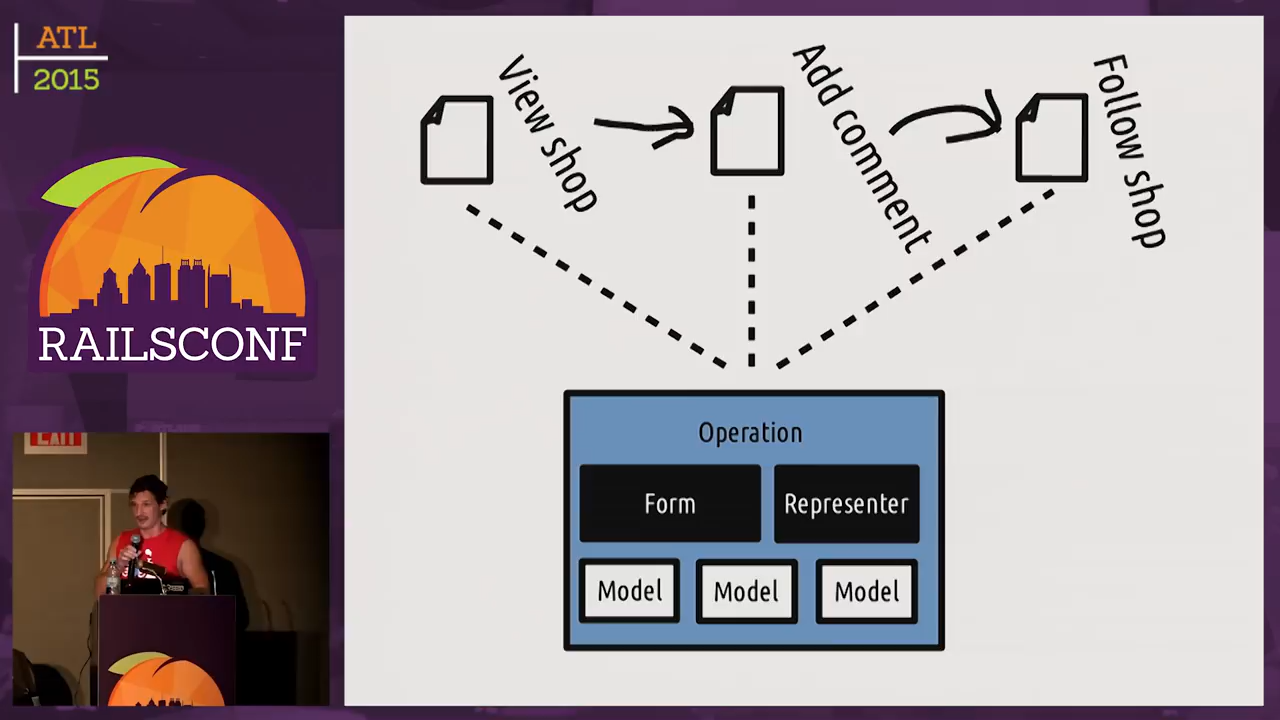 ATL
2015
RAILSCONF
EXIT
View shop
Add comment
Follow shop
Operation
Form
Representer
Model
Model
Model